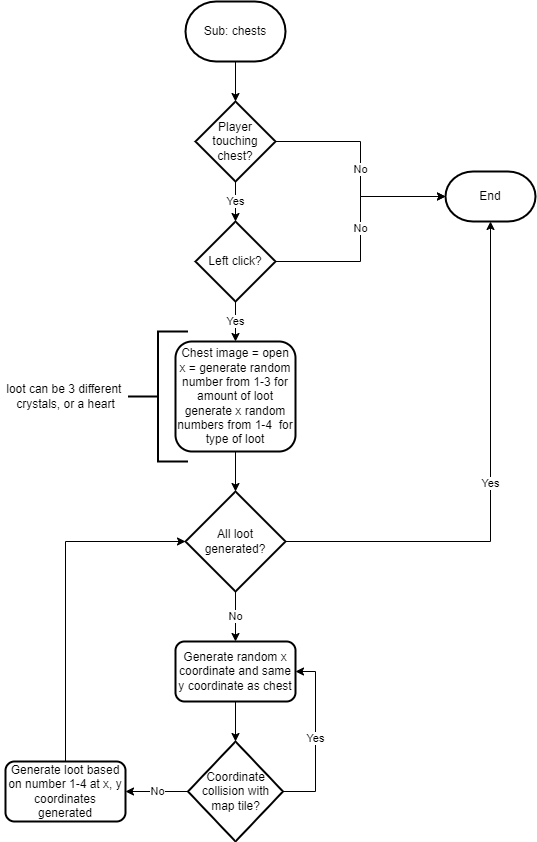 Sub: chests
Player
touching
chest?
No
Yes
End
No
Left click?
Yes
Chest image = open
x = generate random
number from 1-3 for
amount of loot
generate x random
numbers from 1-4 for
type of loot
loot can be 3 different
crystals, or a heart
Yes
All loot
generated?
No
Generate random x
coordinate and same
y coordinate as chest
Yes
Coordinate
collision with
map tile?
No
Generate loot based
on number 1-4 at x, y
coordinates
generated